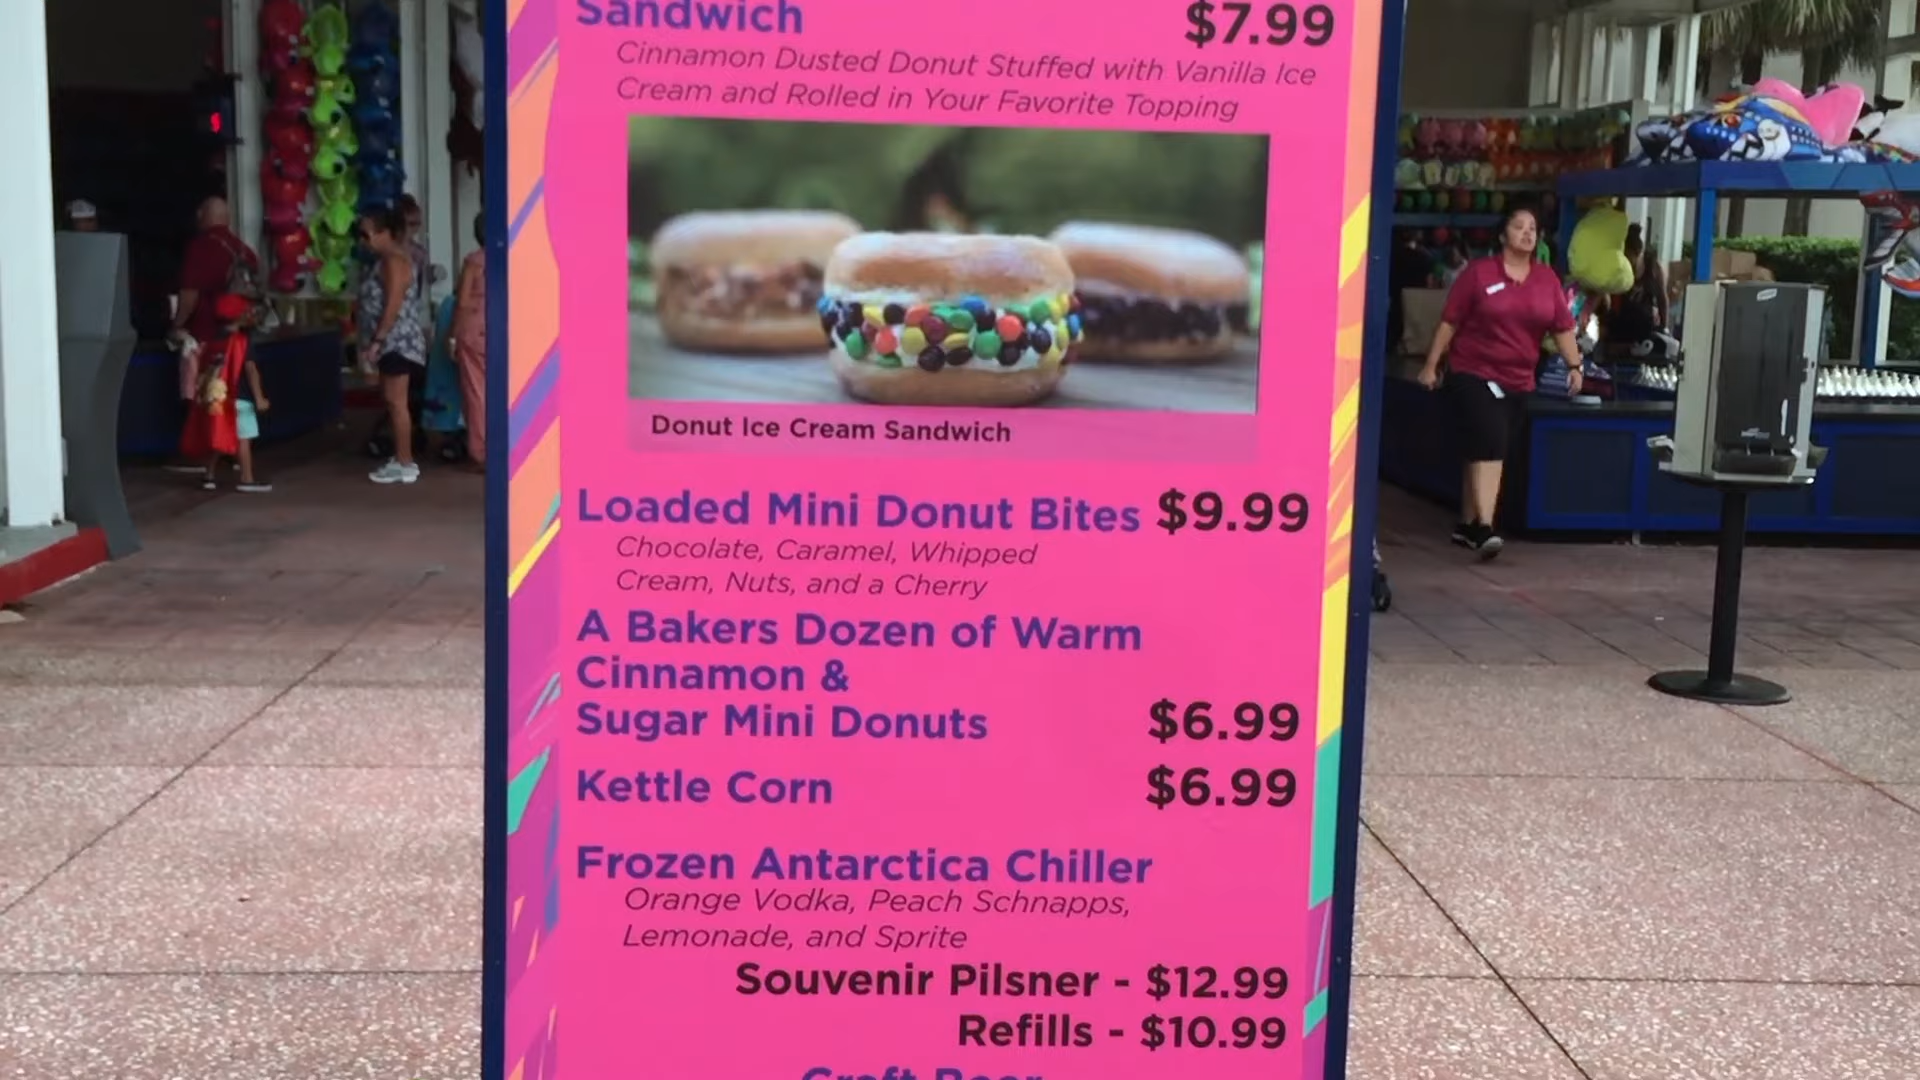 Sandwich $7.99
Cinnamon Dusted Donut Stuffed with Vanilla Ice
Cream and Rolled in Your Favorite Topping
Donut Ice Cream Sandwich
Loaded Mini Donut Bites $9.99
Chocolate, Caramel, Whipped
Cream, Nuts, and a Cherry
A Bakers Dozen of Warm
Cinnamon &
Sugar Mini Donuts $6.99
Kettle Corn $6.99
Frozen Antarctica Chiller
Orange Vodka, Peach Schnapps,
Lemonade, and Sprite
Souvenir Pilsner - $12.99
Refills - $10.99
Craft Beer